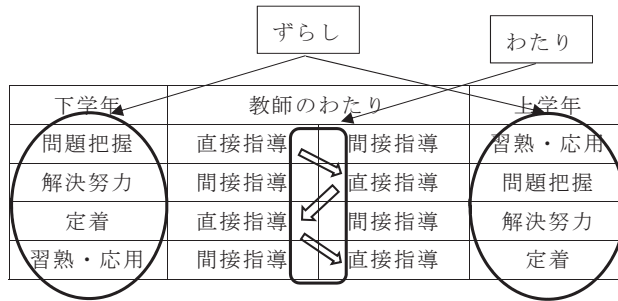 ずらし
わたり
下学年 教師のわたり 上学年
問題把握 直接指導 間接指導 習熟・応用
解決努力 間接指導 直接指導 問題把握
定着 直接指導 間接指導 解決努力
習熟・応用 間接指導 直接指導 定着